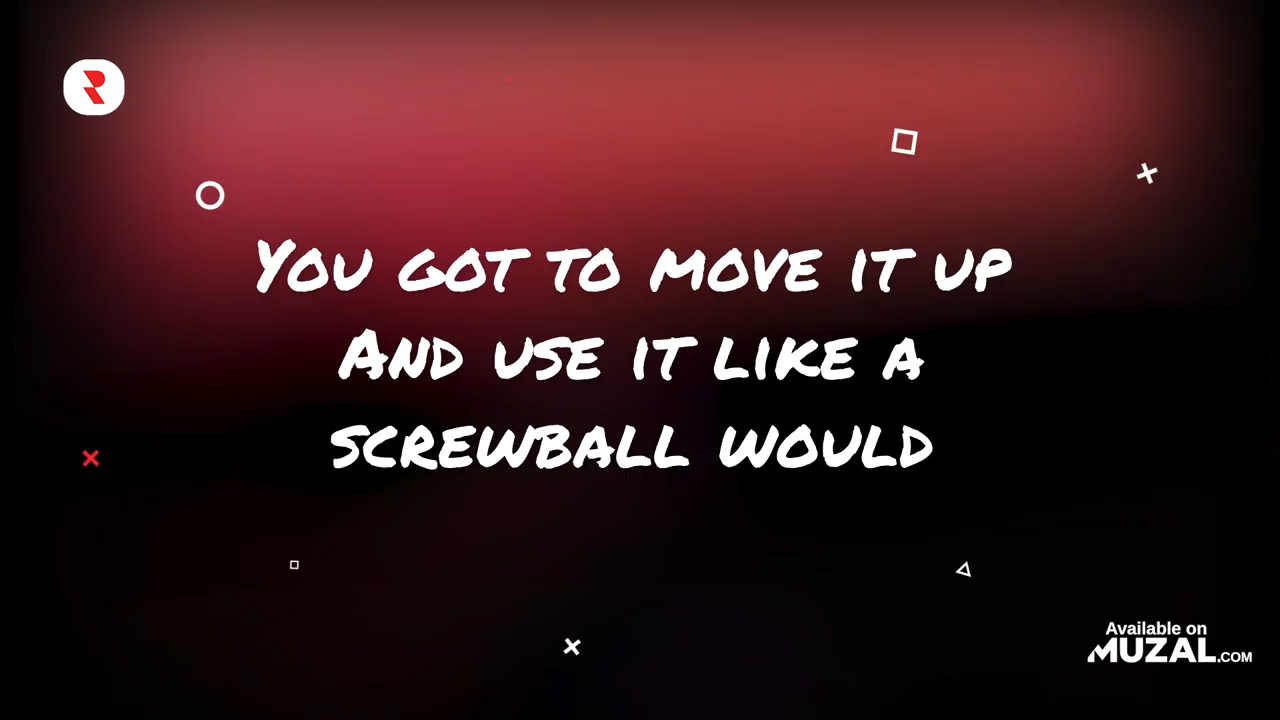 You got to move it up
And use it like a
screwball would
Available on
MUZAL.COM